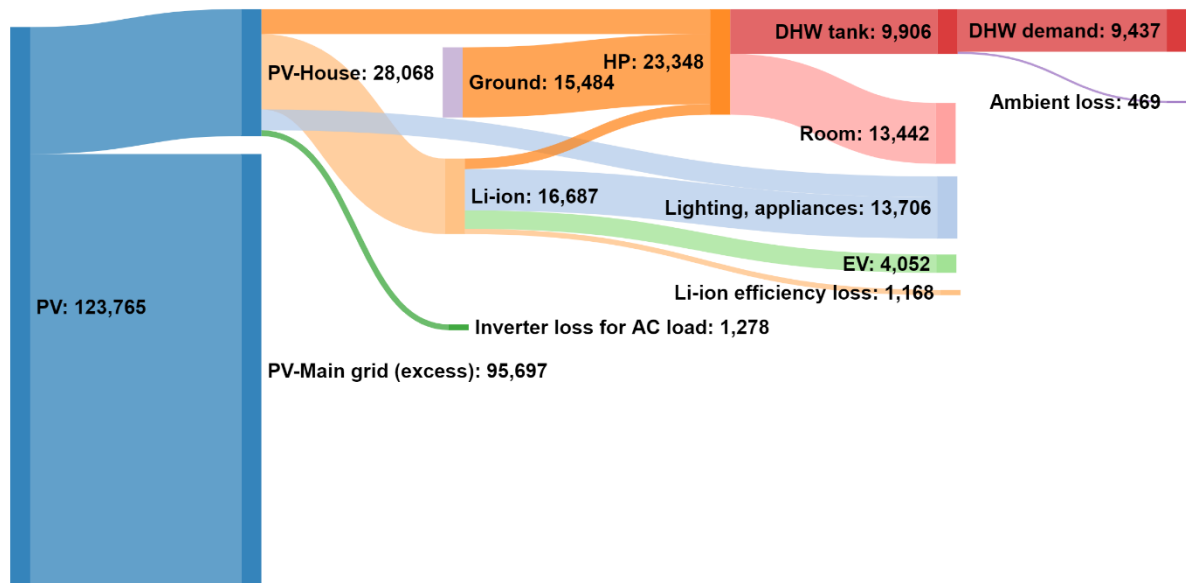 DHW tank: 9,906
DHW demand: 9,437
HP: 23,348
PV-House: 28,068
Ground: 15,484
Ambient loss: 469
Room: 13,442
Li-ion: 16,687
Lighting, appliances: 13,706
EV: 4,052
Li-ion efficiency loss: 1,168
PV: 123,765
Inverter loss for AC load: 1,278
PV-Main grid (excess): 95,697